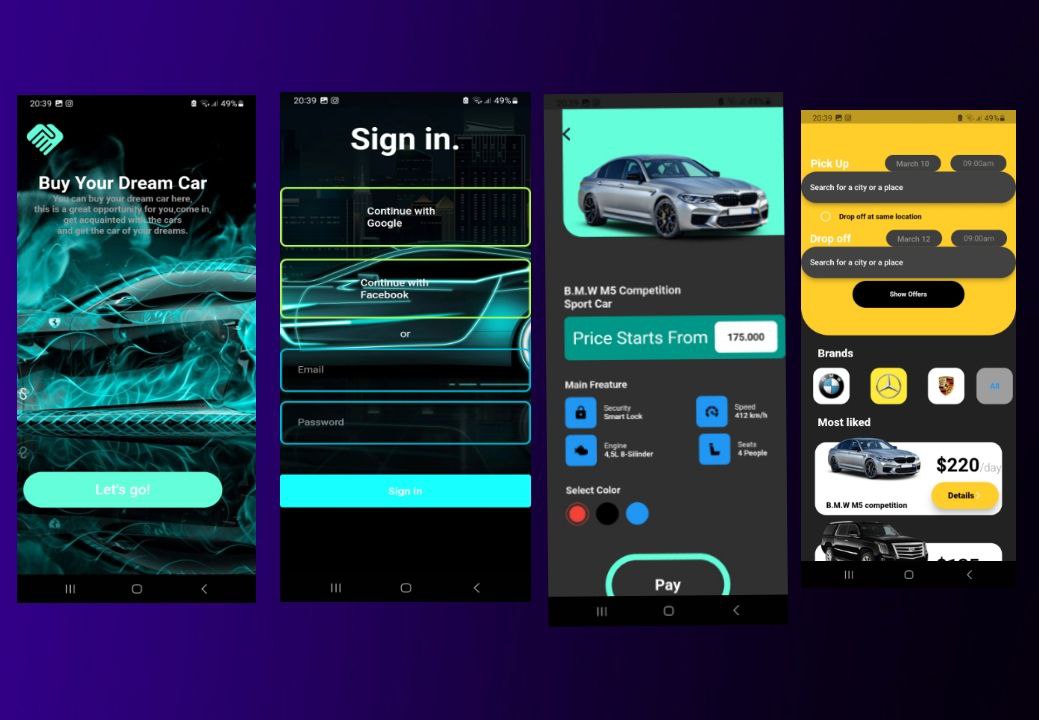 20:39
49%
Buy Your Dream Car
You can buy your dream car here,
this is a great opportunity for you,come in,
get acquainted with the cars
and get the car of your dreams.
Let's go!
20:39
49%
Sign in.
Continue with
Google
Continue with
Facebook
or
Email
Password
Sign in
20:39
49%
B.M.W M5 Competition
Sport Car
Price Starts From
175.000
Main Freature
Security
Smart Lock
Speed
412 km/h
Engine
4,5L 8-Silinder
Seats
4 People
Select Color
Pay
20:39
49%
Pick Up
March 10
09:00am
Search for a city or a place
Drop off at same location
Drop off
March 12
09:00am
Search for a city or a place
Show Offers
Brands
All
Most liked
$220/day
Details
B.M.W M5 competition